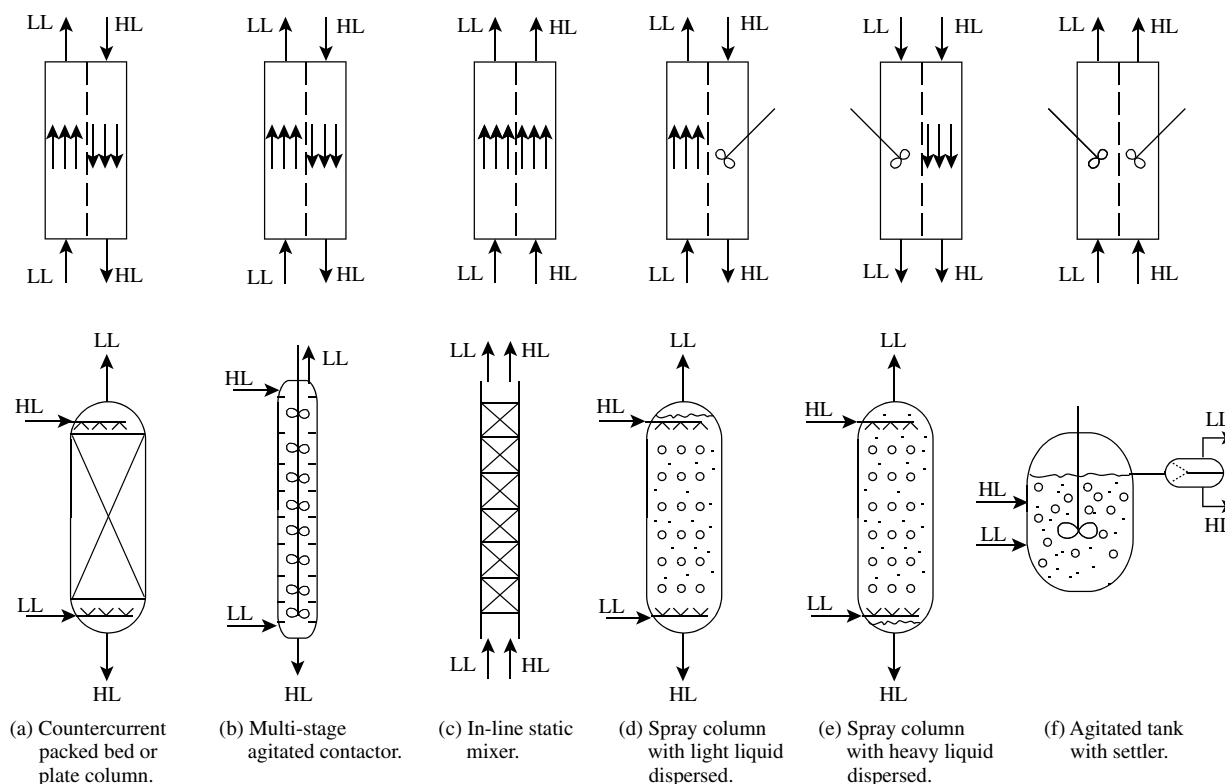 LL HL LL HL LL HL LL HL LL HL LL HL
LL HL LL HL LL HL LL HL LL HL LL HL
LL LL LL HL LL LL
HL HL HL HL LL
HL HL
LL
LL LL LL LL
LL HL
HL HL HL HL
(a) Countercurrent
packed bed or
plate column.
(b) Multi-stage
agitated contactor.
(c) In-line static
mixer.
(d) Spray column
with light liquid
dispersed.
(e) Spray column
with heavy liquid
dispersed.
(f) Agitated tank
with settler.